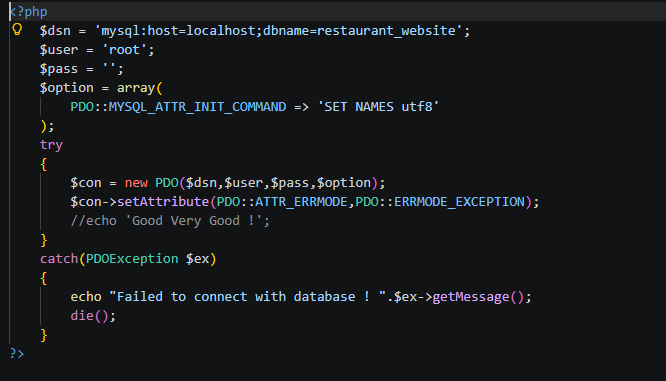 <?php
$dsn = 'mysql:host=localhost;dbname=restaurant_website';
$user = 'root';
$pass = '';
$option = array(
PDO::MYSQL_ATTR_INIT_COMMAND => 'SET NAMES utf8'
);
try
{
$con = new PDO($dsn,$user,$pass,$option);
$con->setAttribute(PDO::ATTR_ERRMODE,PDO::ERRMODE_EXCEPTION);
//echo 'Good Very Good !';
}
catch(PDOException $ex)
{
echo "Failed to connect with database ! ".$ex->getMessage();
die();
}
?>